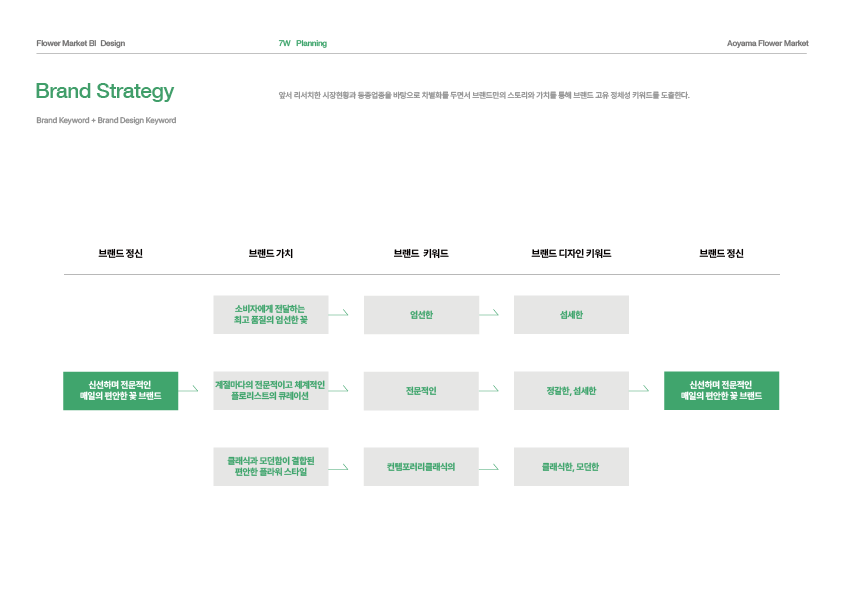 Flower Market BI Design
7W Planning
Aoyama Flower Market
Brand Strategy
앞서 리서치한 시장현황과 동종업종을 바탕으로 차별화를 두면서 브랜드만의 스토리와 가치를 통해 브랜드 고유 정체성 키워드를 도출한다.
Brand Keyword + Brand Design Keyword
브랜드 정신
브랜드 가치
브랜드 키워드
브랜드 디자인 키워드
브랜드 정신
소비자에게 전달하는
최고 품질의 엄선한 꽃
엄선한
섬세한
신선하며 전문적인
매일의 편안한 꽃 브랜드
계절마다의 전문적이고 체계적인
플로리스트의 큐레이션
전문적인
정갈한, 섬세한
신선하며 전문적인
매일의 편안한 꽃 브랜드
클래식과 모던함이 결합된
편안한 플라워 스타일
컨템포러리클래식의
클래식한, 모던한